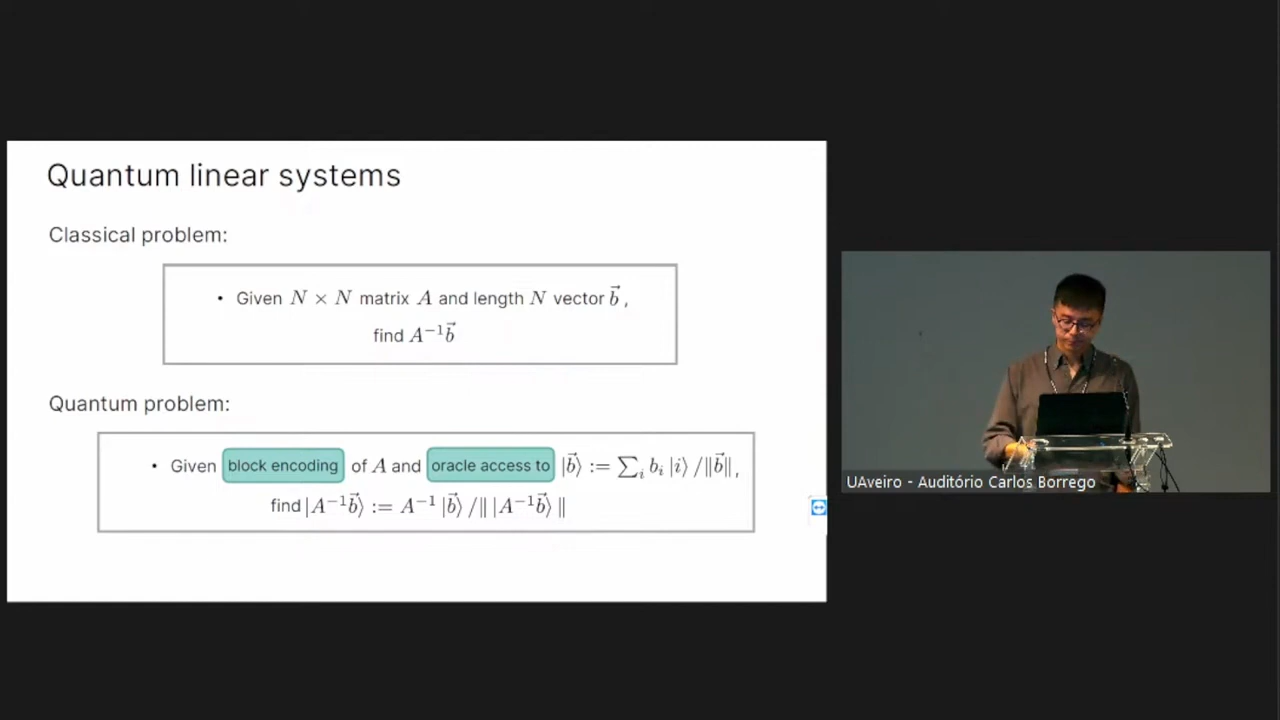 Quantum linear systems
Classical problem:
• Given N × N matrix A and length N vector b⃗ ,
find A⁻¹b⃗
Quantum problem:
• Given block encoding of A and oracle access to |b⃗⟩ := ∑ᵢ bᵢ |i⟩ /‖b⃗‖ ,
find |A⁻¹b⃗⟩ := A⁻¹ |b⃗⟩ /‖ |A⁻¹b⃗⟩ ‖
UAveiro - Auditório Carlos Borrego